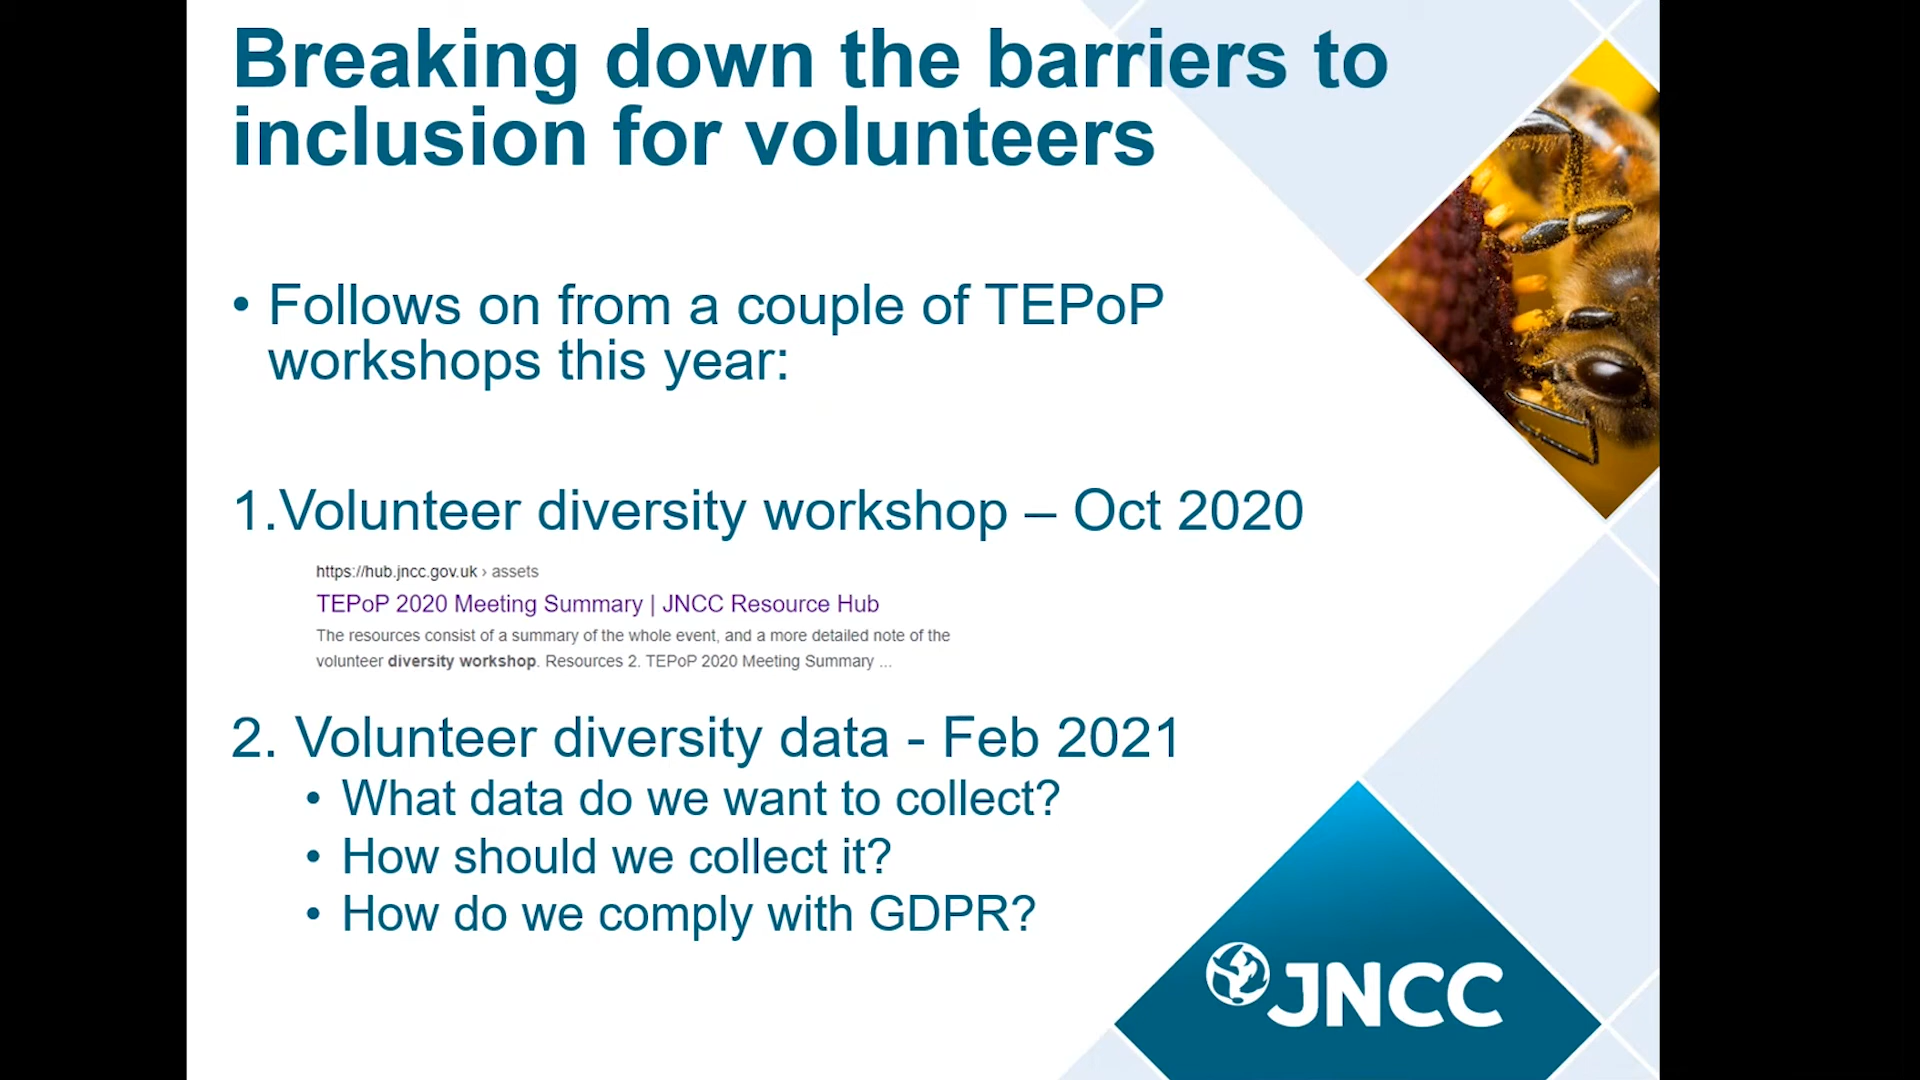 Breaking down the barriers to
inclusion for volunteers
• Follows on from a couple of TEPoP
workshops this year:
1.Volunteer diversity workshop – Oct 2020
https://hub.jncc.gov.uk › assets
TEPoP 2020 Meeting Summary | JNCC Resource Hub
The resources consist of a summary of the whole event, and a more detailed note of the
volunteer diversity workshop. Resources 2. TEPoP 2020 Meeting Summary ...
2. Volunteer diversity data - Feb 2021
• What data do we want to collect?
• How should we collect it?
• How do we comply with GDPR?
JNCC